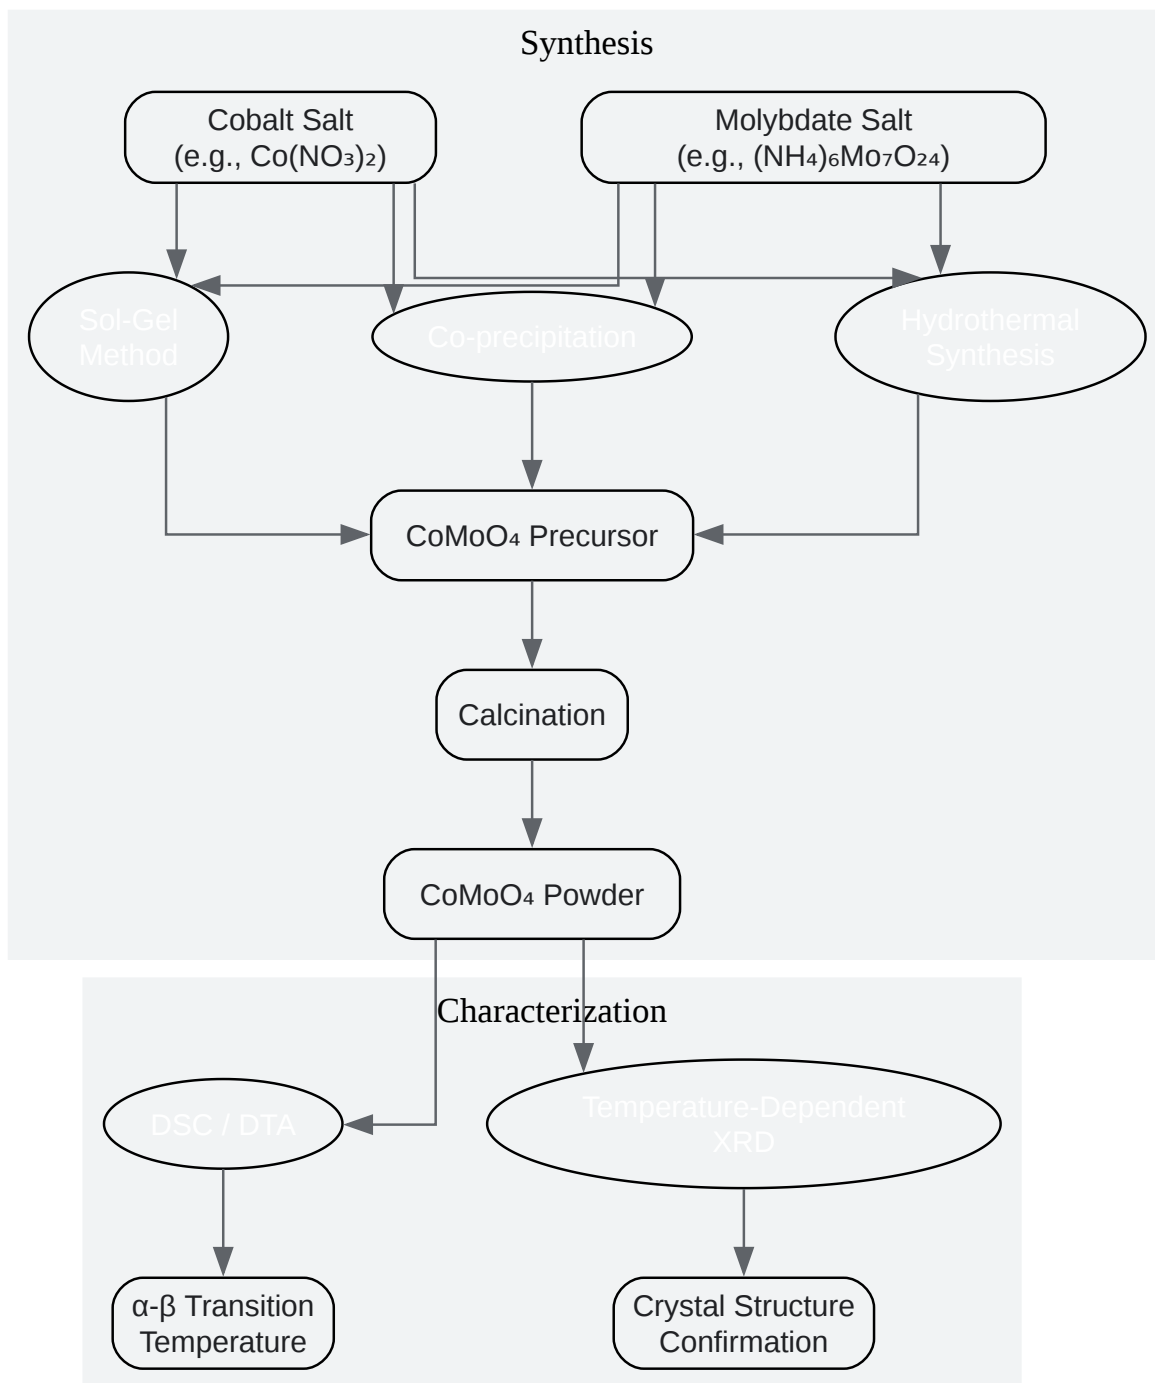 Synthesis
Cobalt Salt
(e.g., Co(NO₃)₂)
Molybdate Salt
(e.g., (NH₄)₆Mo₇O₂₄)
Sol-Gel
Method
Co-precipitation
Hydrothermal
Synthesis
CoMoO₄ Precursor
Calcination
CoMoO₄ Powder
Characterization
DSC / DTA
Temperature-Dependent
XRD
α-β Transition
Temperature
Crystal Structure
Confirmation